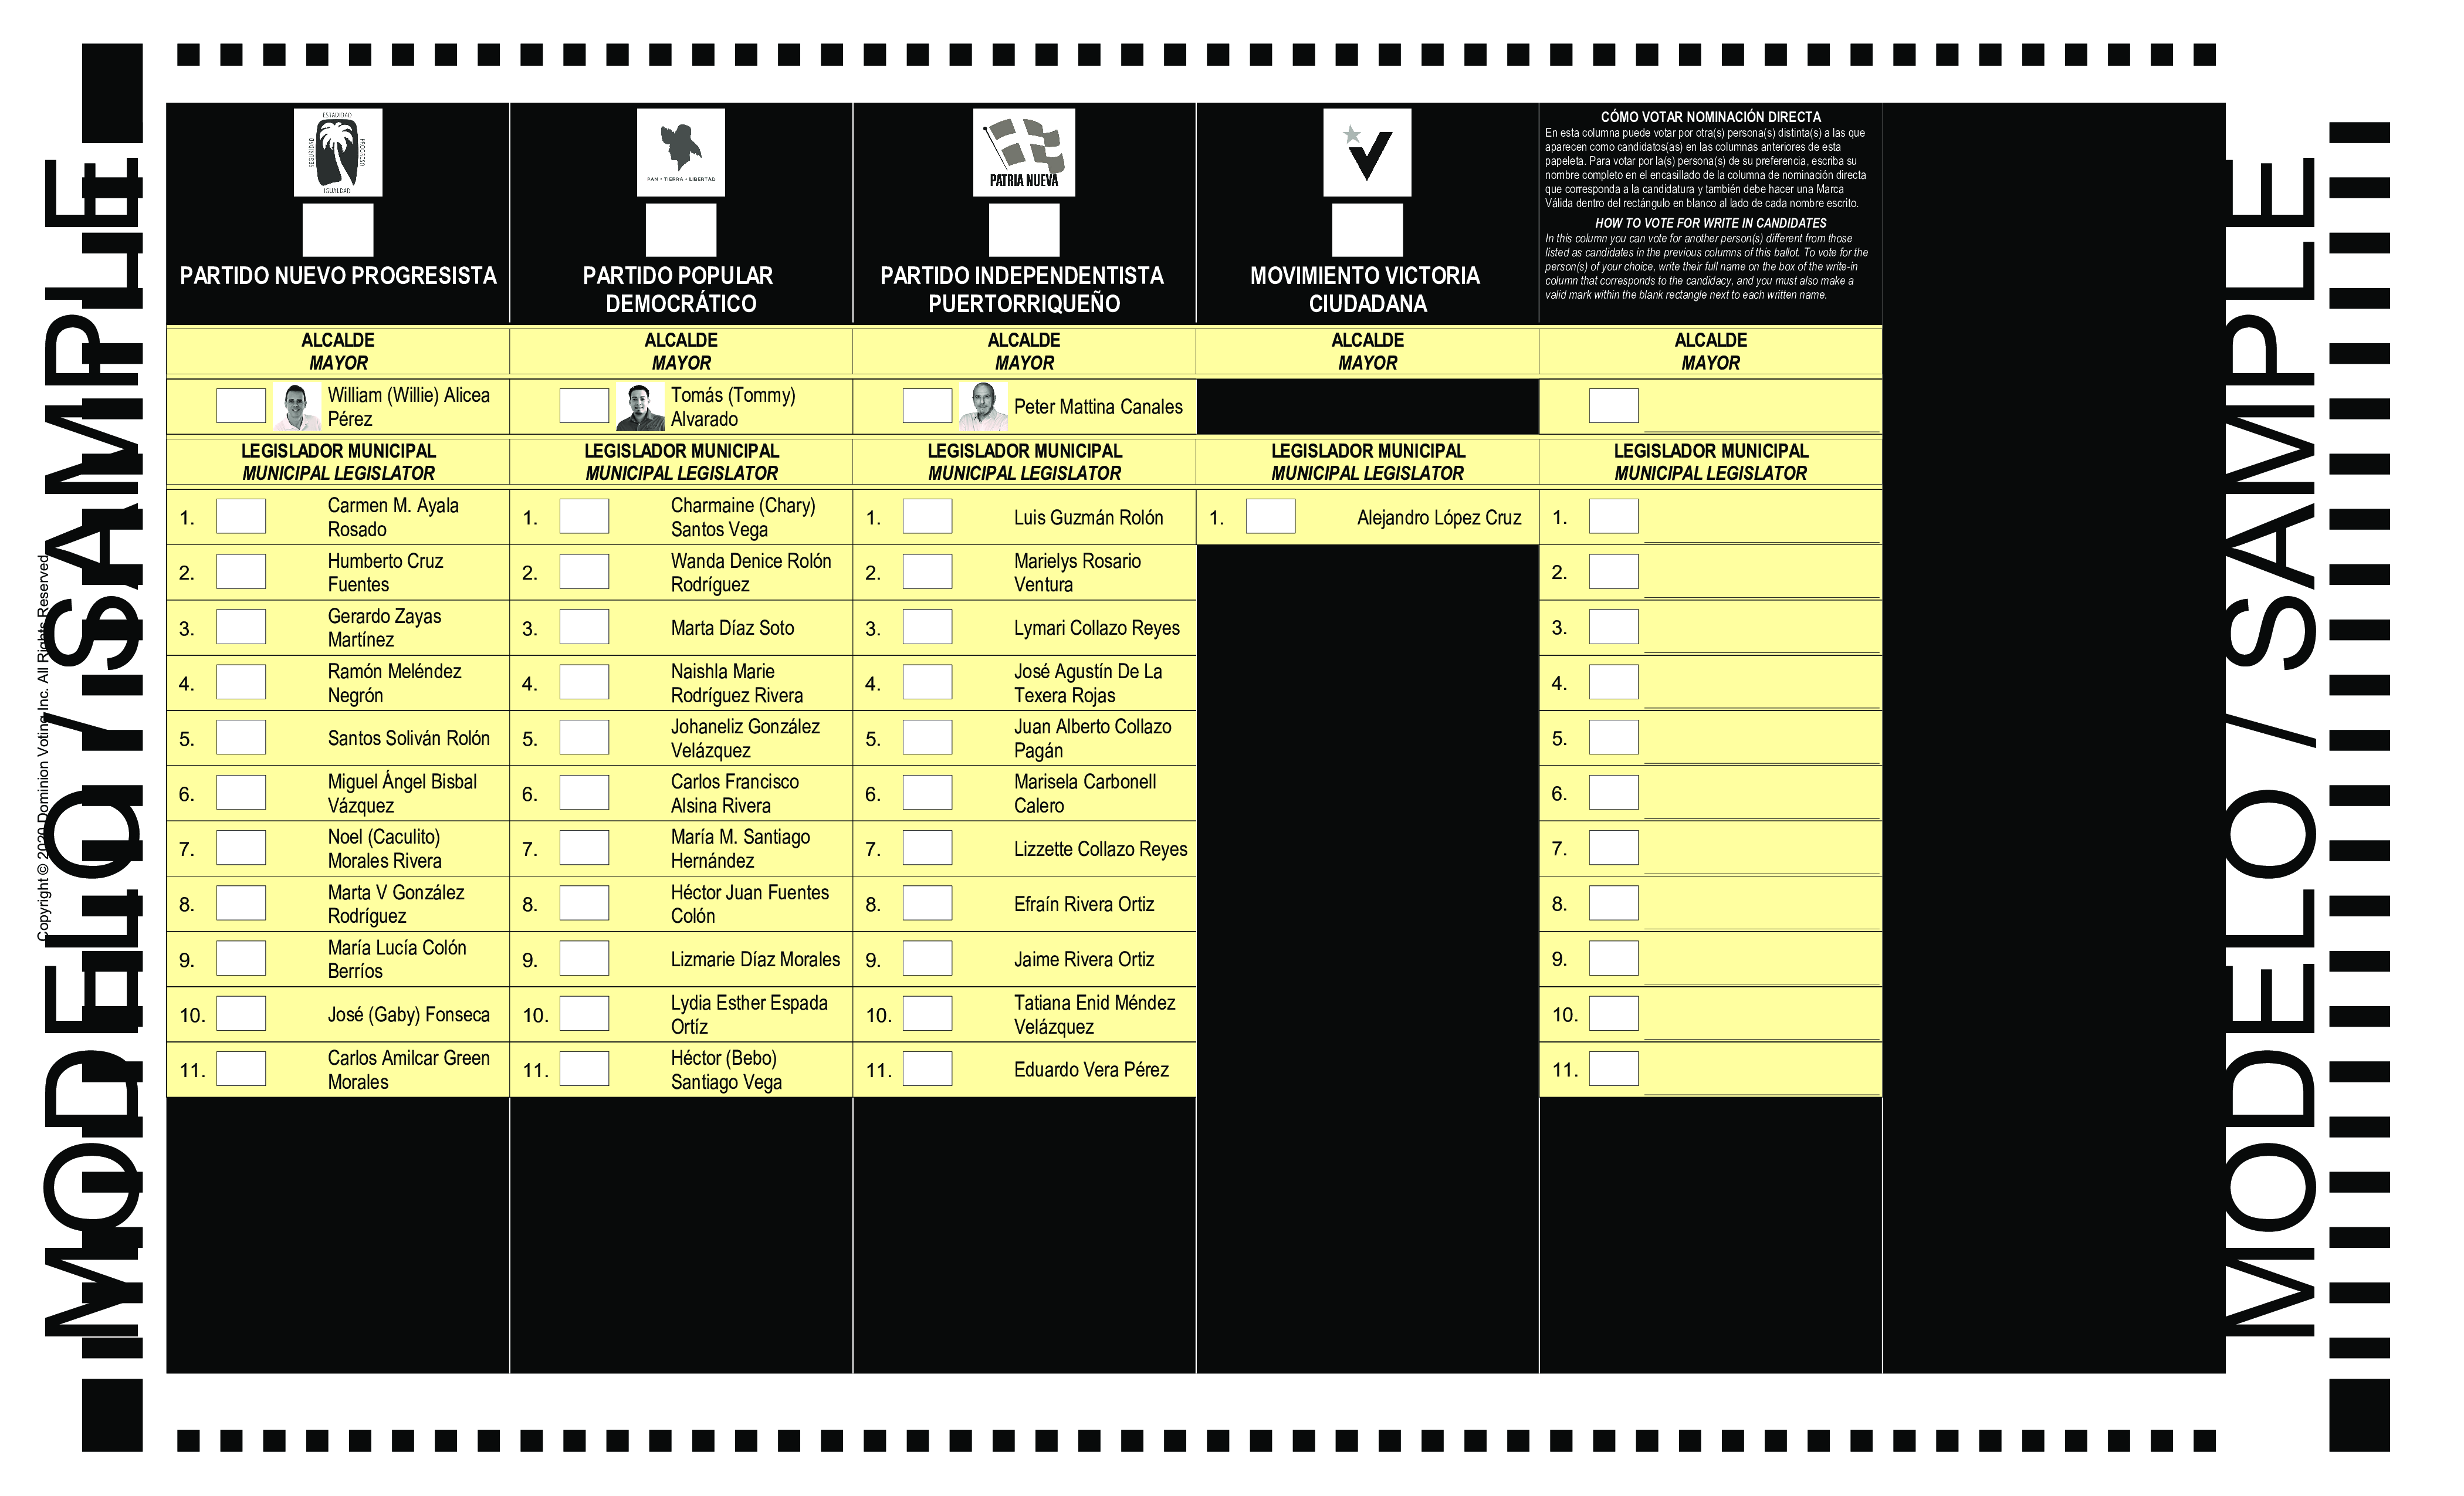 ESTADIDAD
SEGURIDAD
PROGRESO
IGUALDAD
PARTIDO NUEVO PROGRESISTA
PAN • TIERRA • LIBERTAD
PARTIDO POPULAR
DEMOCRÁTICO
PATRIA NUEVA
PARTIDO INDEPENDENTISTA
PUERTORRIQUEÑO
MOVIMIENTO VICTORIA
CIUDADANA
CÓMO VOTAR NOMINACIÓN DIRECTA
En esta columna puede votar por otra(s) persona(s) distinta(s) a las que
aparecen como candidatos(as) en las columnas anteriores de esta
papeleta. Para votar por la(s) persona(s) de su preferencia, escriba su
nombre completo en el encasillado de la columna de nominación directa
que corresponda a la candidatura y también debe hacer una Marca
Válida dentro del rectángulo en blanco al lado de cada nombre escrito.
HOW TO VOTE FOR WRITE IN CANDIDATES
In this column you can vote for another person(s) different from those
listed as candidates in the previous columns of this ballot. To vote for the
person(s) of your choice, write their full name on the box of the write-in
column that corresponds to the candidacy, and you must also make a
valid mark within the blank rectangle next to each written name.
ALCALDE
MAYOR
William (Willie) Alicea
Pérez
LEGISLADOR MUNICIPAL
MUNICIPAL LEGISLATOR
1. Carmen M. Ayala
Rosado
2. Humberto Cruz
Fuentes
3. Gerardo Zayas
Martínez
4. Ramón Meléndez
Negrón
5. Santos Soliván Rolón
6. Miguel Ángel Bisbal
Vázquez
7. Noel (Caculito)
Morales Rivera
8. Marta V González
Rodríguez
9. María Lucía Colón
Berríos
10. José (Gaby) Fonseca
11. Carlos Amilcar Green
Morales
ALCALDE
MAYOR
Tomás (Tommy)
Alvarado
LEGISLADOR MUNICIPAL
MUNICIPAL LEGISLATOR
1. Charmaine (Chary)
Santos Vega
2. Wanda Denice Rolón
Rodríguez
3. Marta Díaz Soto
4. Naishla Marie
Rodríguez Rivera
5. Johaneliz González
Velázquez
6. Carlos Francisco
Alsina Rivera
7. María M. Santiago
Hernández
8. Héctor Juan Fuentes
Colón
9. Lizmarie Díaz Morales
10. Lydia Esther Espada
Ortíz
11. Héctor (Bebo)
Santiago Vega
ALCALDE
MAYOR
Peter Mattina Canales
LEGISLADOR MUNICIPAL
MUNICIPAL LEGISLATOR
1. Luis Guzmán Rolón
2. Marielys Rosario
Ventura
3. Lymari Collazo Reyes
4. José Agustín De La
Texera Rojas
5. Juan Alberto Collazo
Pagán
6. Marisela Carbonell
Calero
7. Lizzette Collazo Reyes
8. Efraín Rivera Ortiz
9. Jaime Rivera Ortiz
10. Tatiana Enid Méndez
Velázquez
11. Eduardo Vera Pérez
ALCALDE
MAYOR
LEGISLADOR MUNICIPAL
MUNICIPAL LEGISLATOR
1. Alejandro López Cruz
ALCALDE
MAYOR
LEGISLADOR MUNICIPAL
MUNICIPAL LEGISLATOR
1.
2.
3.
4.
5.
6.
7.
8.
9.
10.
11.
Copyright © 2020 Dominion Voting Inc. All Rights Reserved
MODELO / SAMPLE
MODELO / SAMPLE